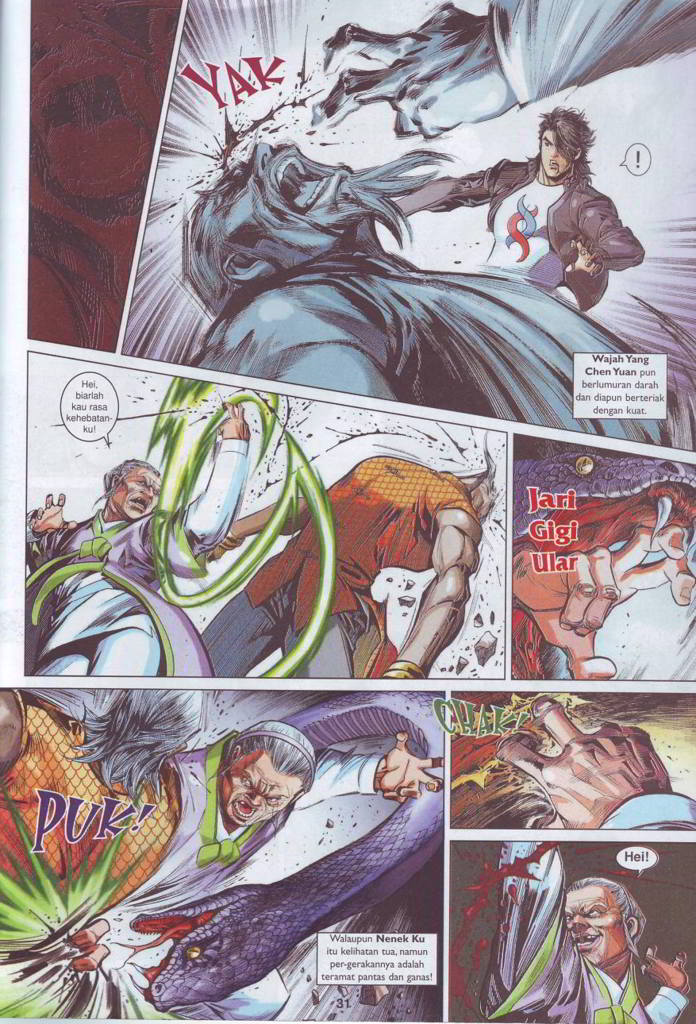 YAK
!
Wajah Yang
Chen Yuan pun
berlumuran darah
dan diapun berteriak
dengan kuat.
Hei,
biarlah
kau rasa
kehebatan-
ku!
Jari
Gigi
Ular
PUK!
Walaupun Nenek Ku
itu kelihatan tua, namun
per-gerakannya adalah
teramat pantas dan ganas!
CHAK!
Hei!
31